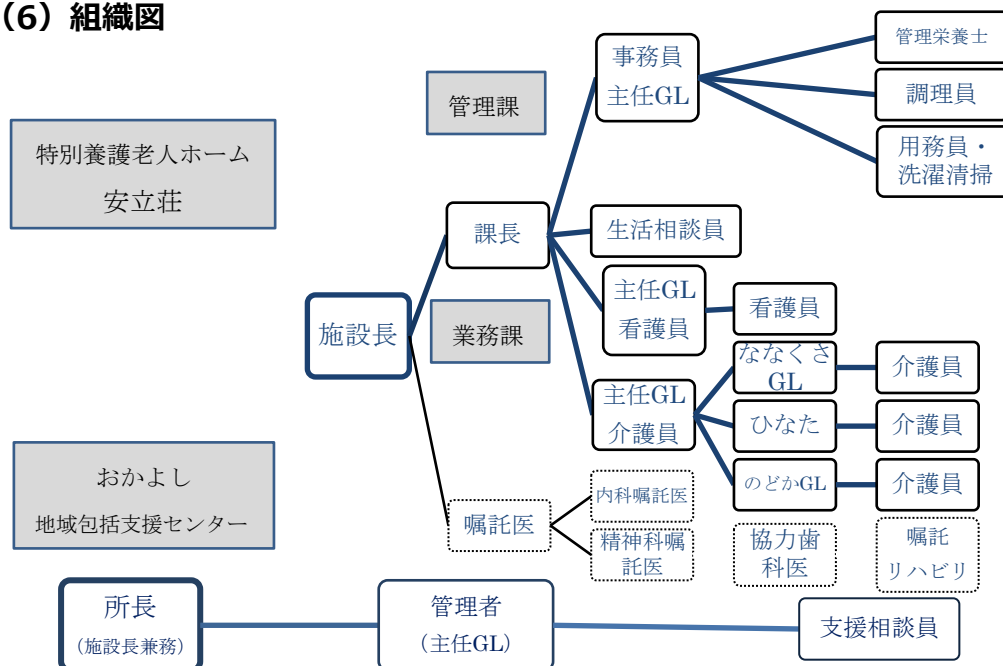 （6）組織図
特別養護老人ホーム
安立荘
管理課
事務員
主任GL
管理栄養士
調理員
用務員・
洗濯清掃
課長
生活相談員
施設長
業務課
主任GL
看護員
看護員
主任GL
介護員
ななくさ
GL
介護員
ひなた
介護員
のどかGL
介護員
嘱託医
内科嘱託医
精神科嘱
託医
協力歯
科医
嘱託
リハビリ
おかよし
地域包括支援センター
所長
（施設長兼務）
管理者
（主任GL）
支援相談員